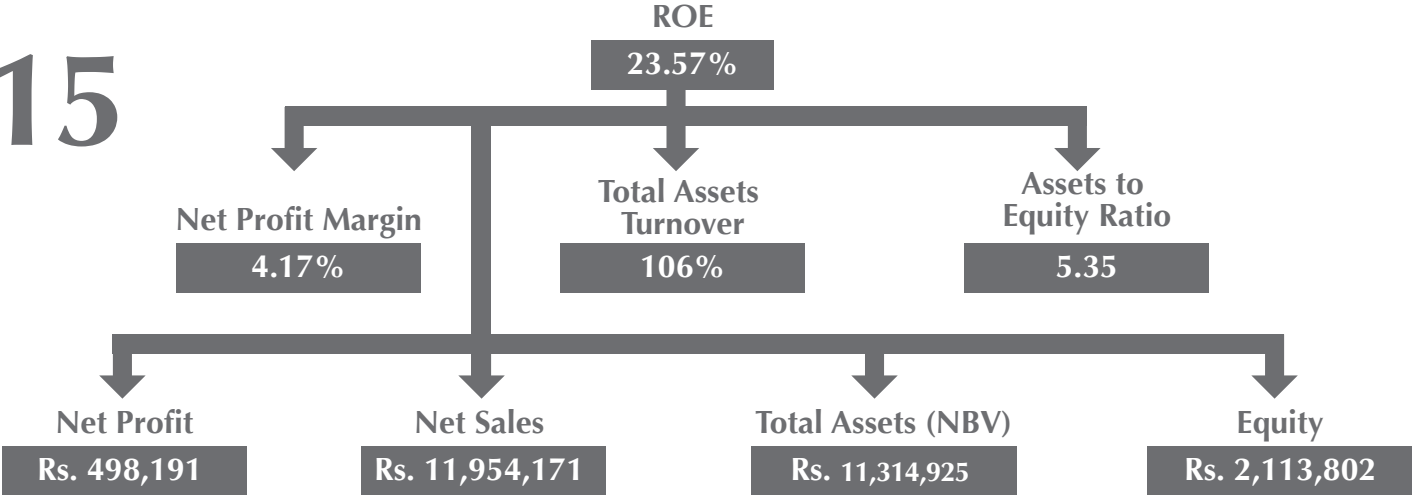 15
ROE
23.57%
Net Profit Margin
4.17%
Total Assets
Turnover
106%
Assets to
Equity Ratio
5.35
Net Profit
Rs. 498,191
Net Sales
Rs. 11,954,171
Total Assets (NBV)
Rs. 11,314,925
Equity
Rs. 2,113,802